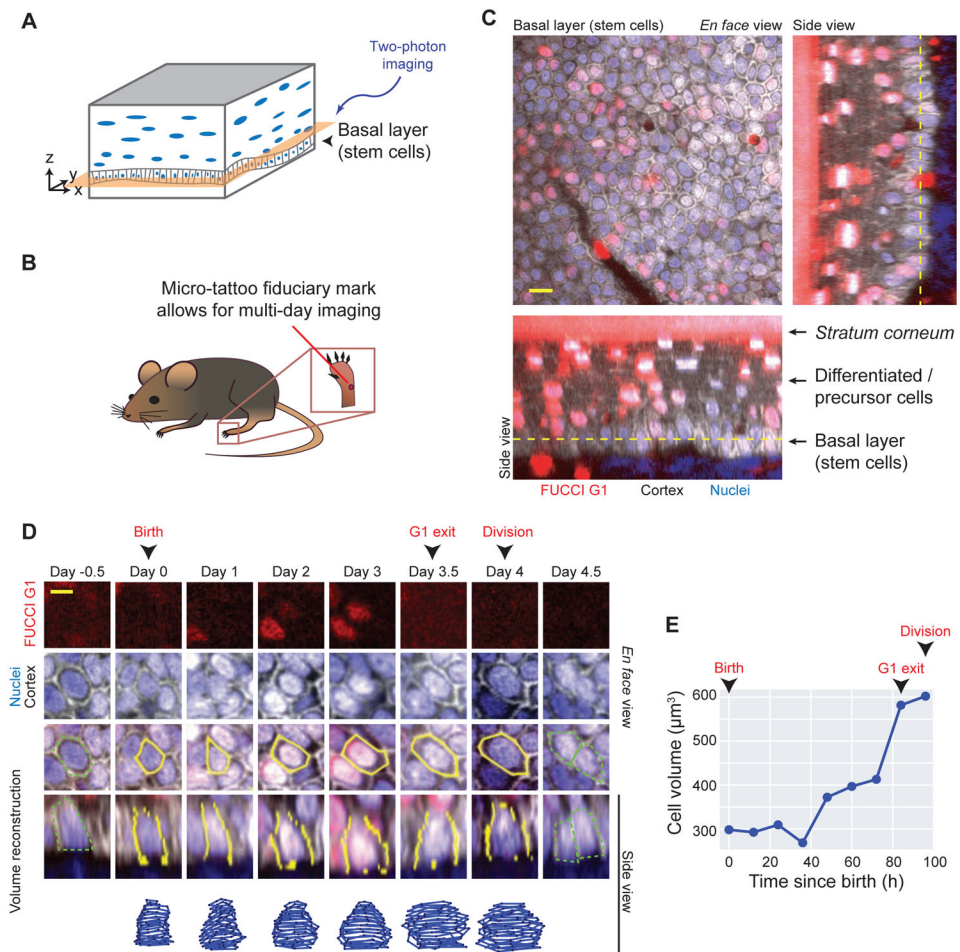 A
Two-photon
imaging
Basal layer
(stem cells)
z
y
x
B
Micro-tattoo fiduciary mark
allows for multi-day imaging
C
Basal layer (stem cells) En face view
Side view
Side view
Stratum corneum
Differentiated /
precursor cells
Basal layer
(stem cells)
FUCCI G1 Cortex Nuclei
D
Birth G1 exit Division
Day -0.5 Day 0 Day 1 Day 2 Day 3 Day 3.5 Day 4 Day 4.5
FUCCI G1
Nuclei
Cortex
En face view
Volume reconstruction
Side view
E
Division
Birth G1 exit
600
500
400
300
Cell volume (μm³)
0 20 40 60 80 100
Time since birth (h)